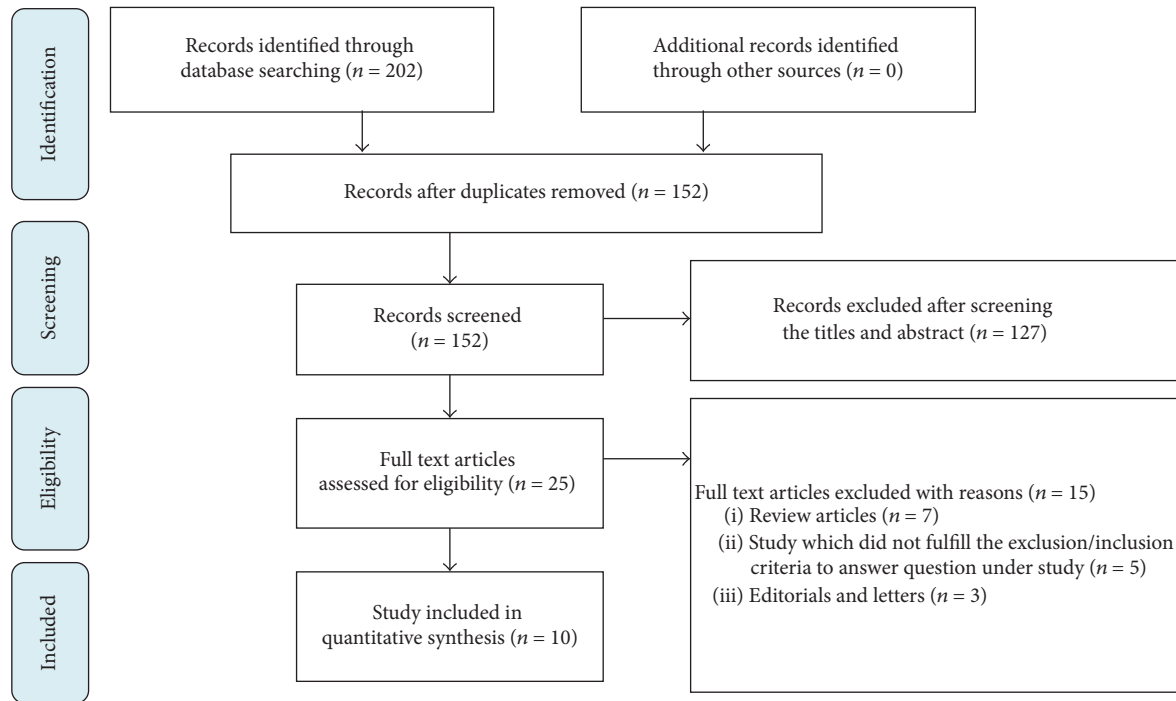 Identification
Records identified through
database searching (n = 202)
Additional records identified
through other sources (n = 0)
Records after duplicates removed (n = 152)
Screening
Records screened
(n = 152)
Records excluded after screening
the titles and abstract (n = 127)
Eligibility
Full text articles
assessed for eligibility (n = 25)
Full text articles excluded with reasons (n = 15)
(i) Review articles (n = 7)
(ii) Study which did not fulfill the exclusion/inclusion
criteria to answer question under study (n = 5)
(iii) Editorials and letters (n = 3)
Included
Study included in
quantitative synthesis (n = 10)